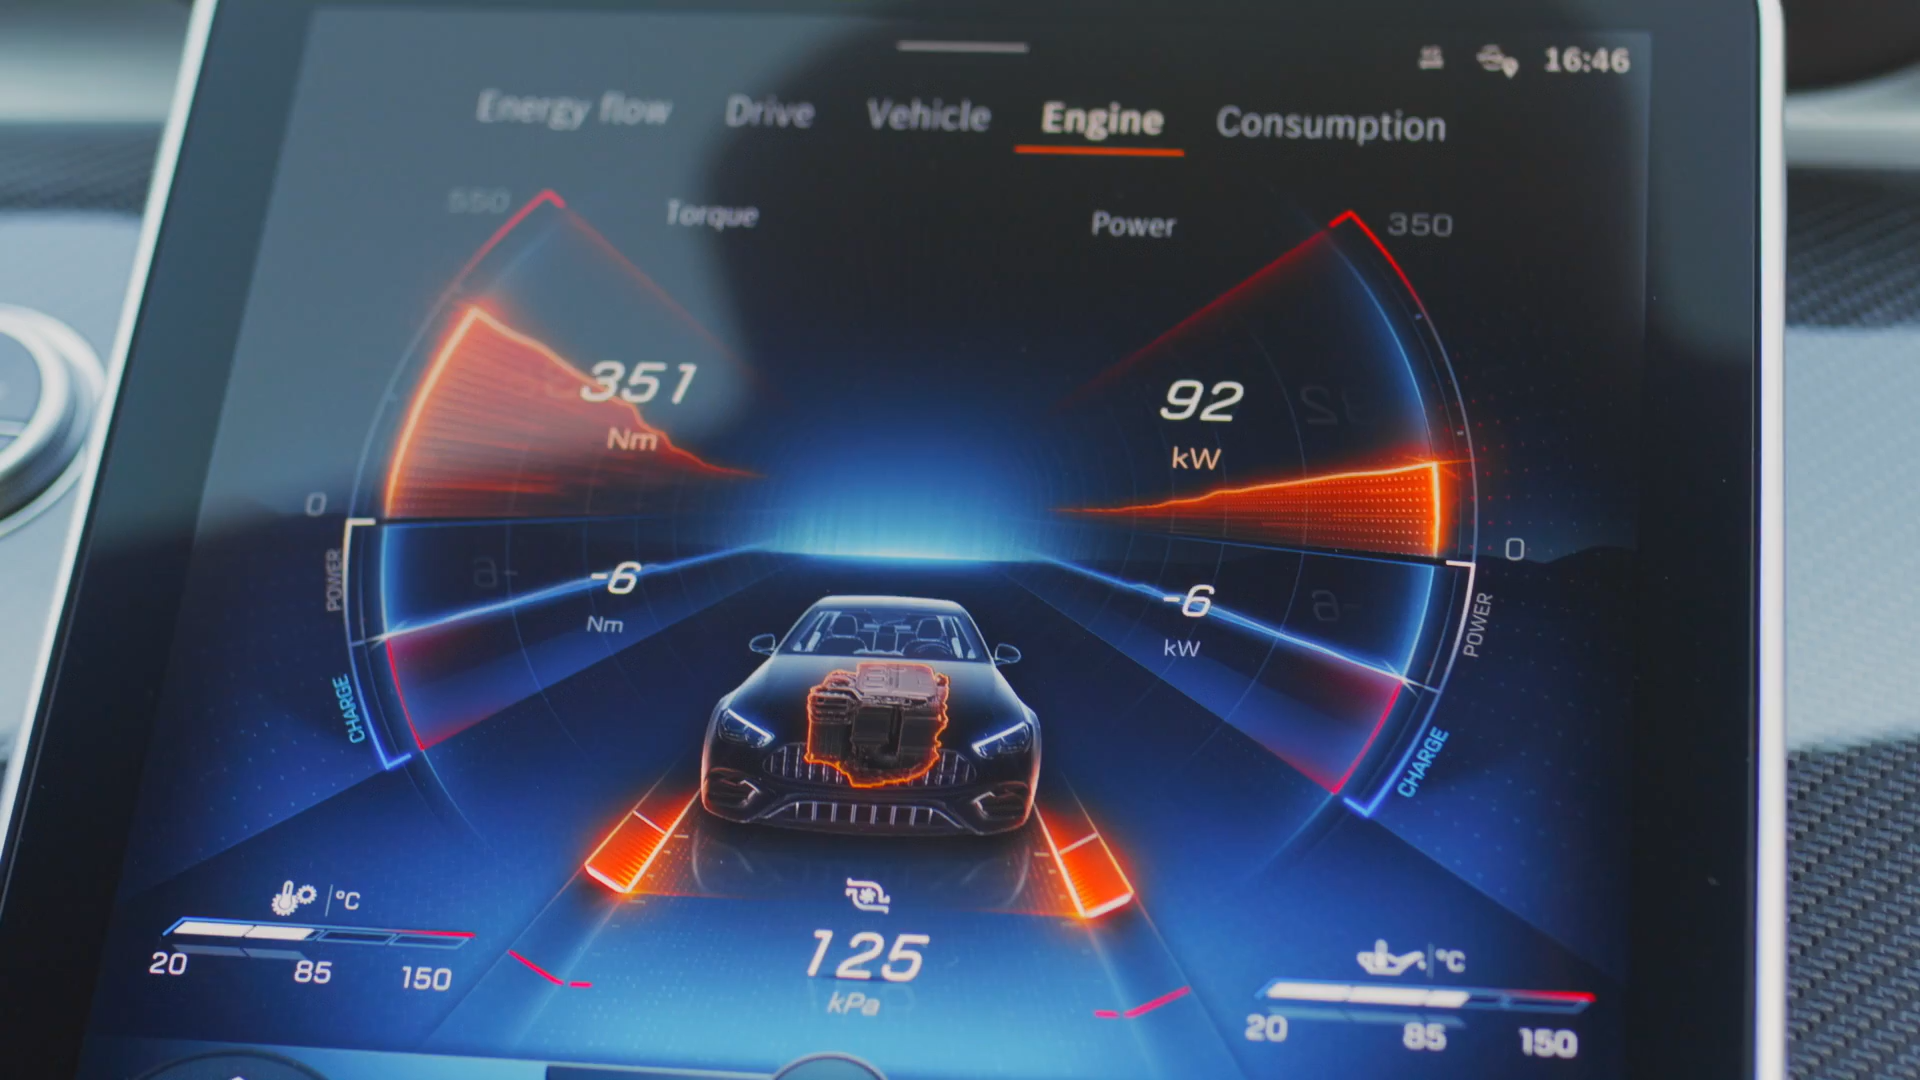 16:46
Energy flow Drive Vehicle Engine Consumption
550 Torque Power 350
351 92
Nm kW
0 0
POWER -6 -6 POWER
Nm kW
CHARGE CHARGE
°C °C
125
kPa
20 85 150
20 85 150